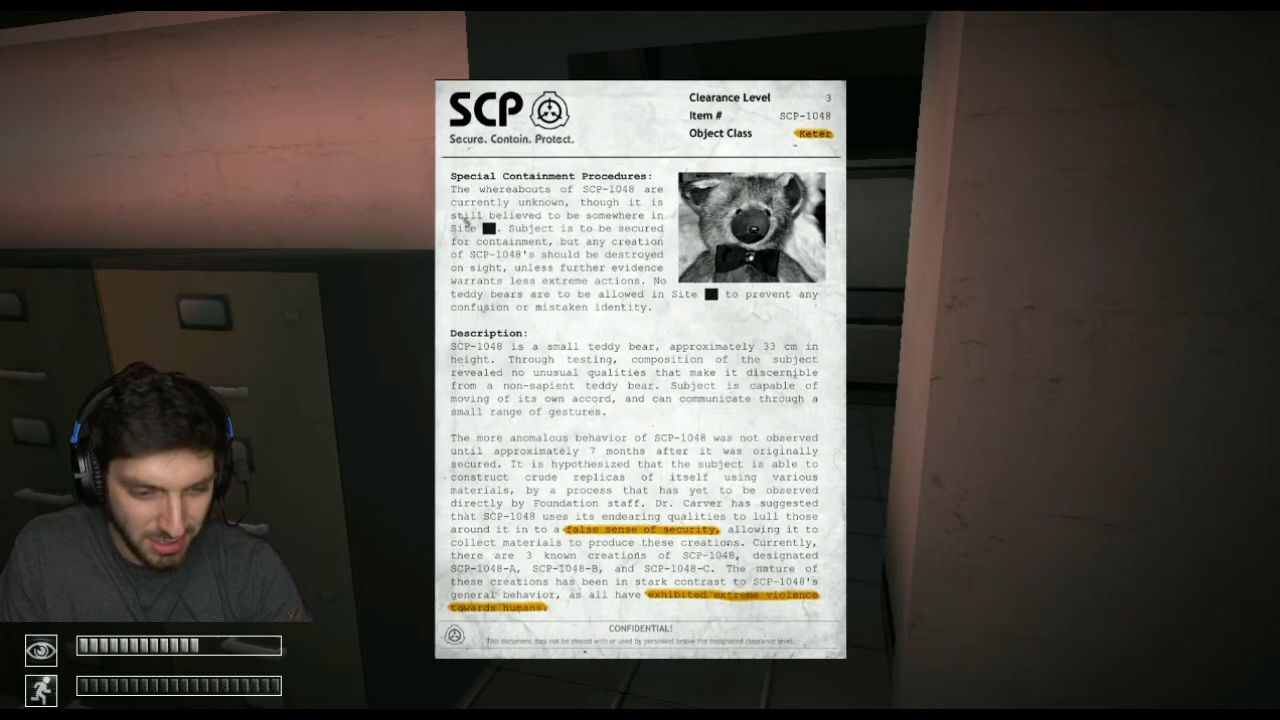 SCP
Secure. Contain. Protect.
Clearance Level 3
Item # SCP-1048
Object Class Keter
Special Containment Procedures:
The whereabouts of SCP-1048 are
currently unknown, though it is
still believed to be somewhere in
Site ■. Subject is to be secured
for containment, but any creation
of SCP-1048's should be destroyed
on sight, unless further evidence
warrants less extreme actions. No
teddy bears are to be allowed in Site ■ to prevent any
confusion or mistaken identity.
Description:
SCP-1048 is a small teddy bear, approximately 33 cm in
height. Through testing, composition of the subject
revealed no unusual qualities that make it discernible
from a non-sapient teddy bear. Subject is capable of
moving of its own accord, and can communicate through a
small range of gestures.
The more anomalous behavior of SCP-1048 was not observed
until approximately 7 months after it was originally
secured. It is hypothesized that the subject is able to
construct crude replicas of itself using various
materials, by a process that has yet to be observed
directly by Foundation staff. Dr. Carver has suggested
that SCP-1048 uses its endearing qualities to lull those
around it in to a false sense of security, allowing it to
collect materials to produce these creations. Currently,
there are 3 known creations of SCP-1048, designated
SCP-1048-A, SCP-1048-B, and SCP-1048-C. The nature of
these creations has been in stark contrast to SCP-1048's
general behavior, as all have exhibited extreme violence
towards humans.
CONFIDENTIAL!
This document may not be shared with or used by personnel below the designated clearance level.